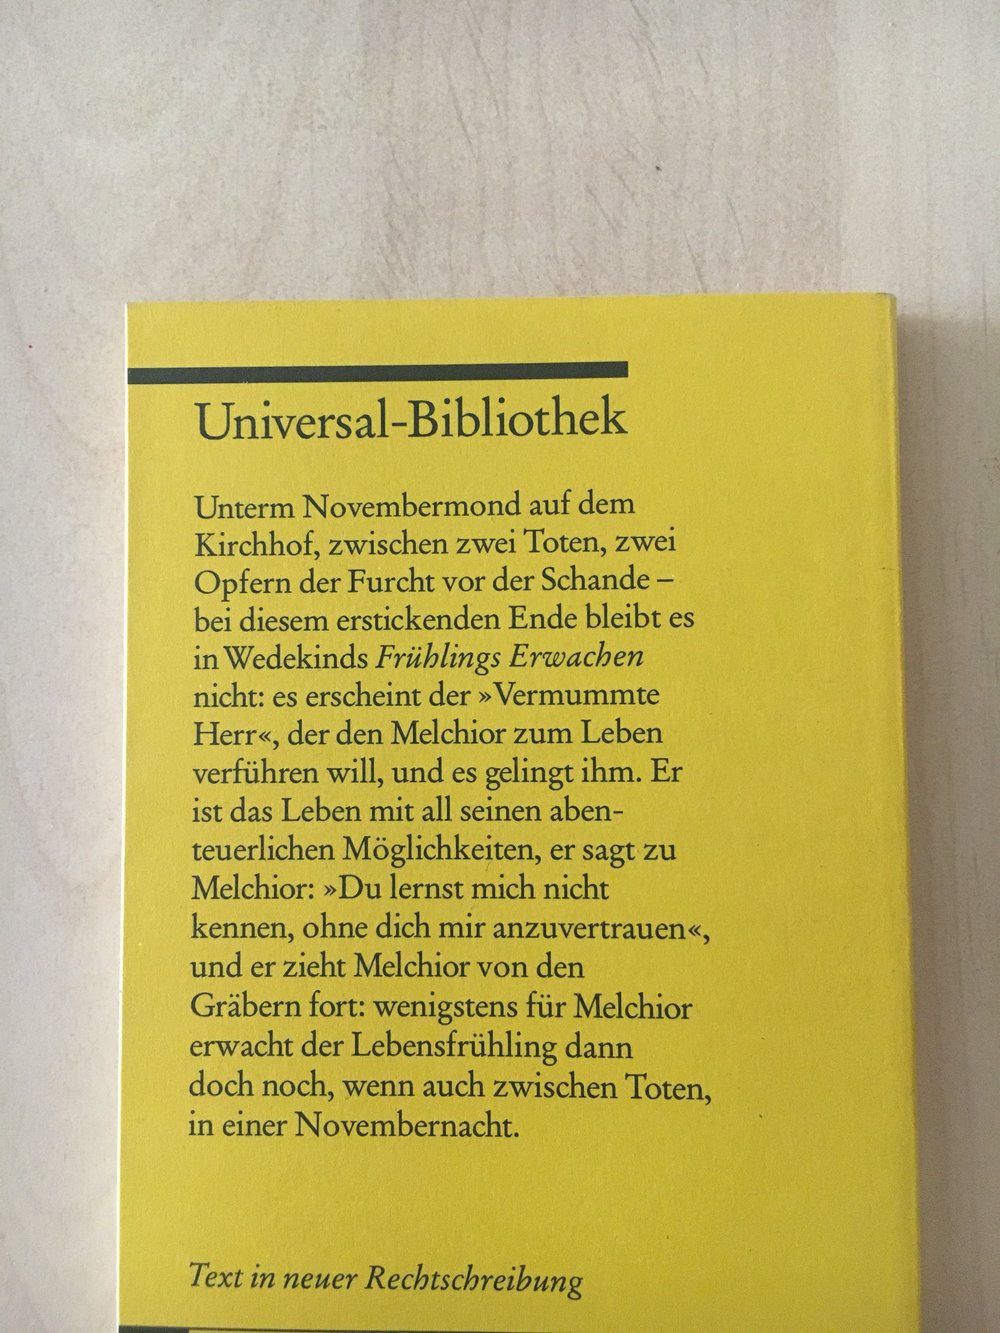 Universal-Bibliothek
Unterm Novembermond auf dem
Kirchhof, zwischen zwei Toten, zwei
Opfern der Furcht vor der Schande –
bei diesem erstickenden Ende bleibt es
in Wedekinds Frühlings Erwachen
nicht: es erscheint der »Vermummte
Herr«, der den Melchior zum Leben
verführen will, und es gelingt ihm. Er
ist das Leben mit all seinen aben-
teuerlichen Möglichkeiten, er sagt zu
Melchior: »Du lernst mich nicht
kennen, ohne dich mir anzuvertrauen«,
und er zieht Melchior von den
Gräbern fort: wenigstens für Melchior
erwacht der Lebensfrühling dann
doch noch, wenn auch zwischen Toten,
in einer Novembernacht.
Text in neuer Rechtschreibung